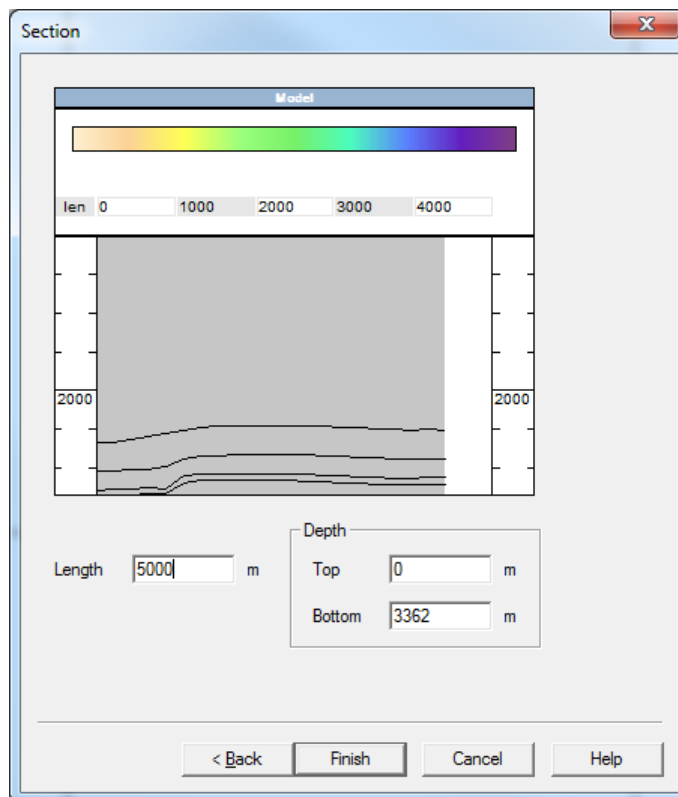 Section
Model
len 0 1000 2000 3000 4000
2000 2000
Depth
Length 5000 m Top 0 m
Bottom 3362 m
< Back Finish Cancel Help